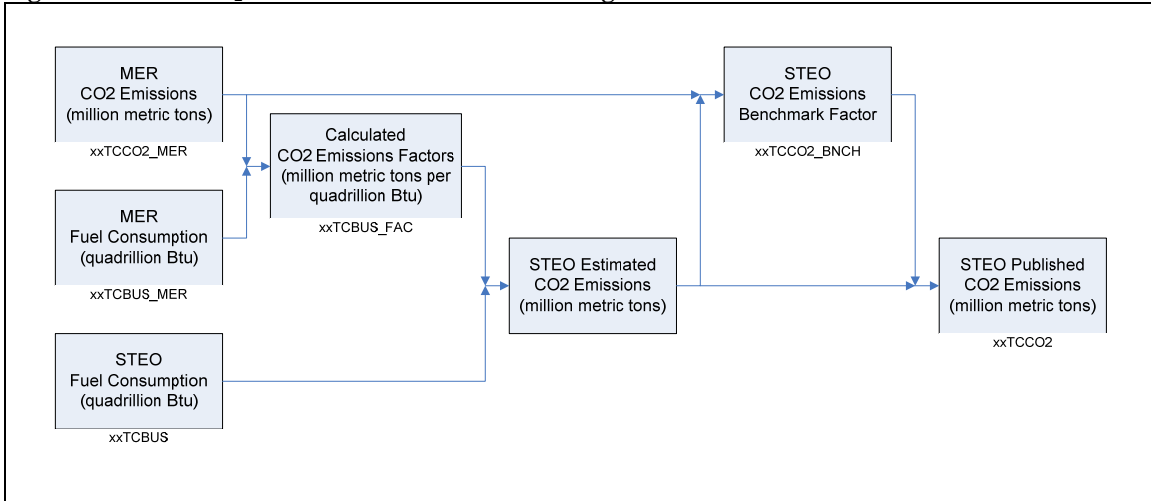 MER
CO2 Emissions
(million metric tons)
xxTCCO2_MER
MER
Fuel Consumption
(quadrillion Btu)
xxTCBUS_MER
STEO
Fuel Consumption
(quadrillion Btu)
xxTCBUS
Calculated
CO2 Emissions Factors
(million metric tons per
quadrillion Btu)
xxTCBUS_FAC
STEO Estimated
CO2 Emissions
(million metric tons)
STEO
CO2 Emissions
Benchmark Factor
xxTCCO2_BNCH
STEO Published
CO2 Emissions
(million metric tons)
xxTCCO2